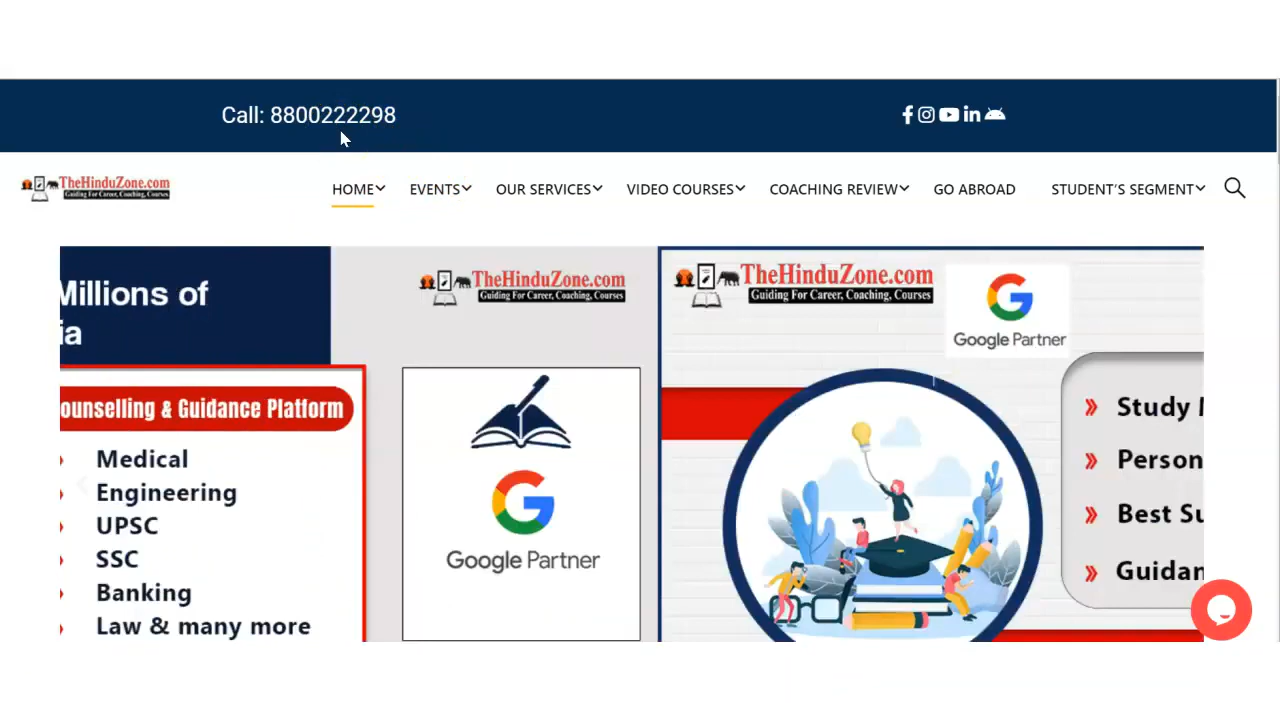 Call: 8800222298
TheHinduZone.com
Guiding For Career, Coaching, Courses
HOME EVENTS OUR SERVICES VIDEO COURSES COACHING REVIEW GO ABROAD STUDENT'S SEGMENT
Millions of
ia
ounselling & Guidance Platform
Medical
Engineering
UPSC
SSC
Banking
Law & many more
TheHinduZone.com
Guiding For Career, Coaching, Courses
Google Partner
TheHinduZone.com
Guiding For Career, Coaching, Courses
Google Partner
Study
Person
Best Su
Guidan